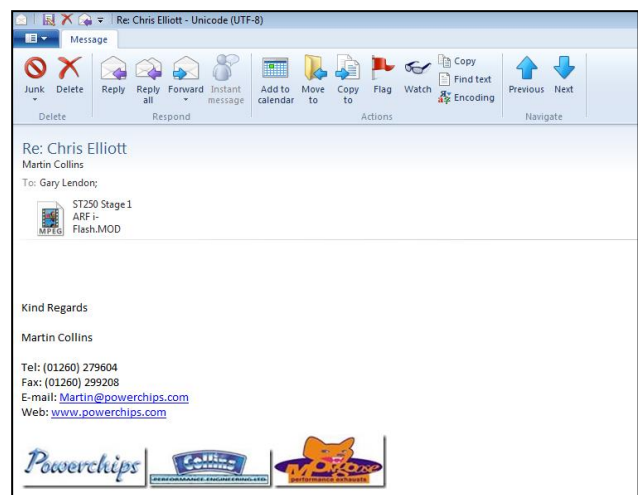 Re: Chris Elliott - Unicode (UTF-8)
Message
Junk
Delete
Reply
Reply all
Forward
Instant message
Add to calendar
Move to
Copy to
Flag
Watch
Copy
Find text
Encoding
Previous
Next
Delete
Respond
Actions
Navigate
Re: Chris Elliott
Martin Collins
To: Gary Lendon;
MPEG
ST250 Stage 1
ARF i-
Flash.MOD
Kind Regards
Martin Collins
Tel: (01260) 279604
Fax: (01260) 299208
E-mail: Martin@powerchips.com
Web: www.powerchips.com
Powerchips
Collins
PERFORMANCE ENGINEERING LTD
Mongoose
performance exhausts